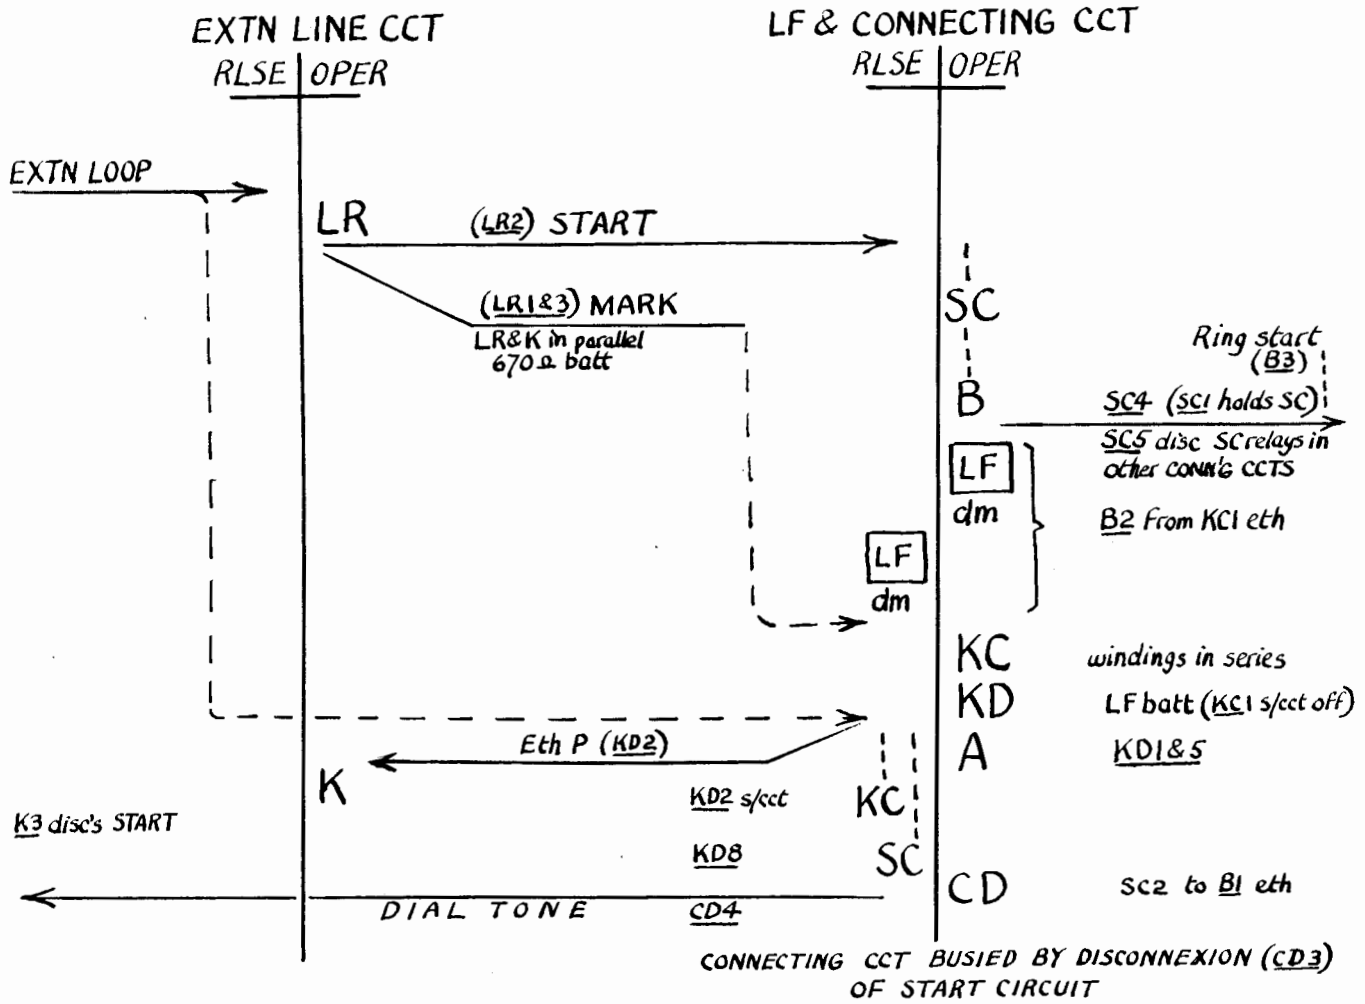 EXTN LINE CCT
LF & CONNECTING CCT
RLSE OPER
RLSE OPER
EXTN LOOP
LR
(LR2) START
(LR1&3) MARK
LR&K in parallel
670Ω batt
SC
Ring start
(B3)
B
SC4 (SC1 holds SC)
SC5 disc SC relays in
other CONN'G CCTS
LF
dm
B2 From KC1 eth
LF
dm
KC
windings in series
KD
LF batt (KC1 s/cct off)
Eth P (KD2)
A
KD1&5
K
KD2 s/cct
KC
K3 disc's START
KD8
SC
CD
SC2 to B1 eth
DIAL TONE
CD4
CONNECTING CCT BUSIED BY DISCONNEXION (CD3)
OF START CIRCUIT